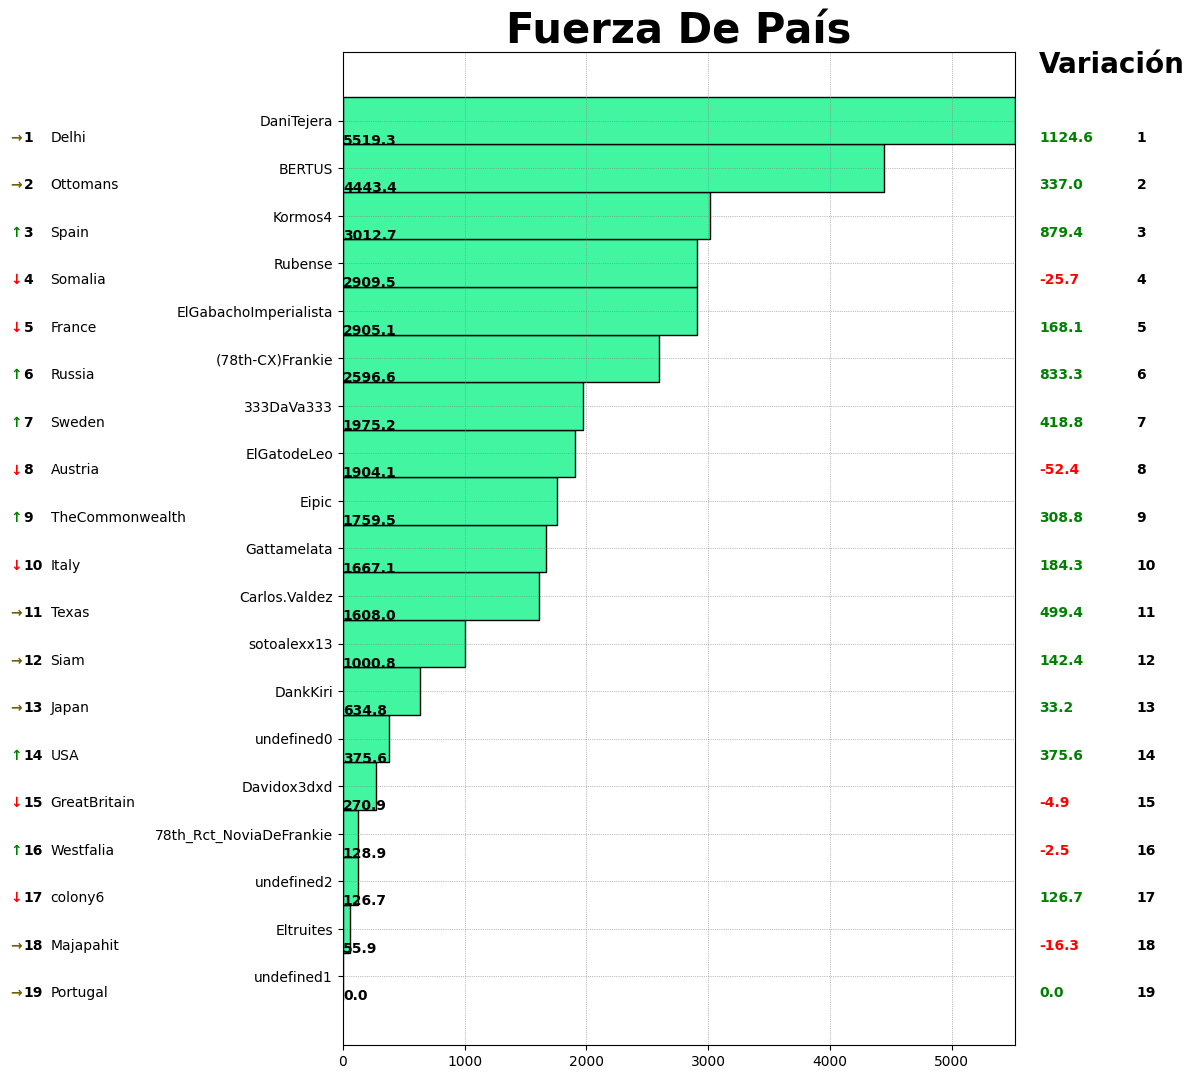 Fuerza De País
Variación
DaniTejera
→1 Delhi 5519.3 1124.6 1
BERTUS
→2 Ottomans 4443.4 337.0 2
Kormos4
↑3 Spain 3012.7 879.4 3
Rubense
↓4 Somalia 2909.5 -25.7 4
ElGabachoImperialista
↓5 France 2905.1 168.1 5
(78th-CX)Frankie
↑6 Russia 2596.6 833.3 6
333DaVa333
↑7 Sweden 1975.2 418.8 7
ElGatodeLeo
↓8 Austria 1904.1 -52.4 8
Eipic
↑9 TheCommonwealth 1759.5 308.8 9
Gattamelata
↓10 Italy 1667.1 184.3 10
Carlos.Valdez
→11 Texas 1608.0 499.4 11
sotoalexx13
→12 Siam 1000.8 142.4 12
DankKiri
→13 Japan 634.8 33.2 13
undefined0
↑14 USA 375.6 375.6 14
Davidox3dxd
↓15 GreatBritain 270.9 -4.9 15
78th_Rct_NoviaDeFrankie
↑16 Westfalia 128.9 -2.5 16
undefined2
↓17 colony6 126.7 126.7 17
Eltruites
→18 Majapahit 55.9 -16.3 18
undefined1
→19 Portugal 0.0 0.0 19
0 1000 2000 3000 4000 5000